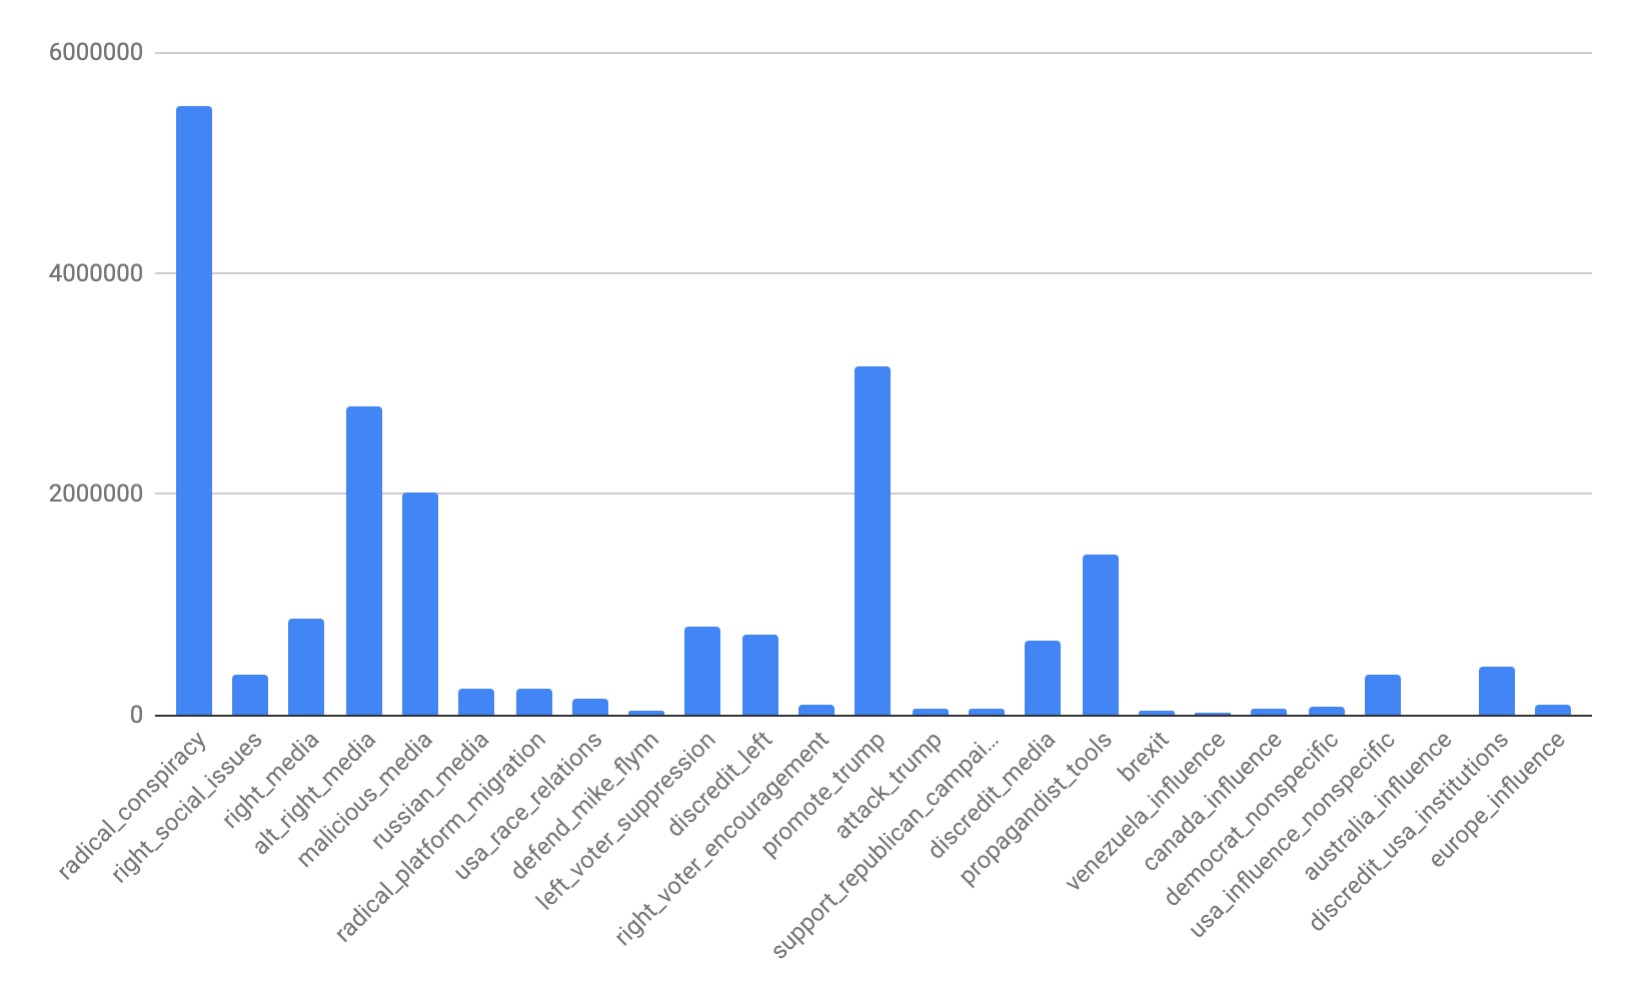 6000000
4000000
2000000
0
radical_conspiracy
right_social_issues
right_media
alt_right_media
malicious_media
russian_media
radical_platform_migration
usa_race_relations
defend_mike_flynn
left_voter_suppression
discredit_left
right_voter_encouragement
promote_trump
attack_trump
support_republican_campai...
discredit_media
propagandist_tools
brexit
venezuela_influence
canada_influence
democrat_nonspecific
usa_influence_nonspecific
australia_influence
discredit_usa_institutions
europe_influence